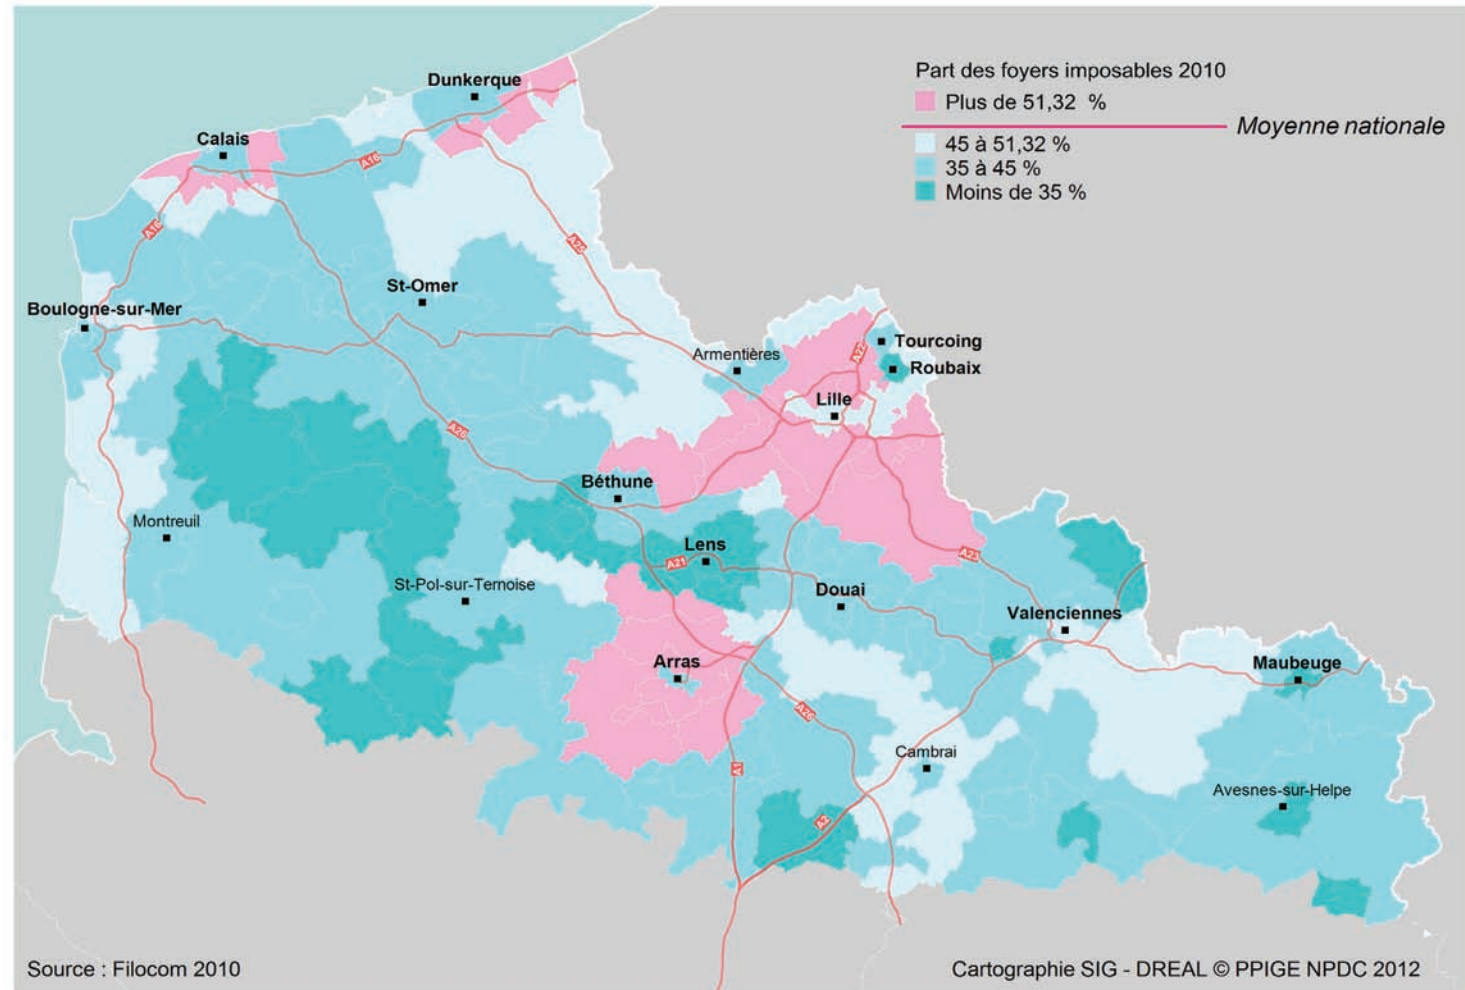 Part des foyers imposables 2010
Plus de 51,32 %
Moyenne nationale
45 à 51,32 %
35 à 45 %
Moins de 35 %
Dunkerque
Calais
A16
A16
A25
St-Omer
Boulogne-sur-Mer
Tourcoing
Armentières
A22
Roubaix
Lille
A26
Béthune
Montreuil
Lens
A21
A23
St-Pol-sur-Ternoise
Douai
Valenciennes
Arras
Maubeuge
A26
Cambrai
A1
Avesnes-sur-Helpe
A2
Source : Filocom 2010
Cartographie SIG - DREAL © PPIGE NPDC 2012